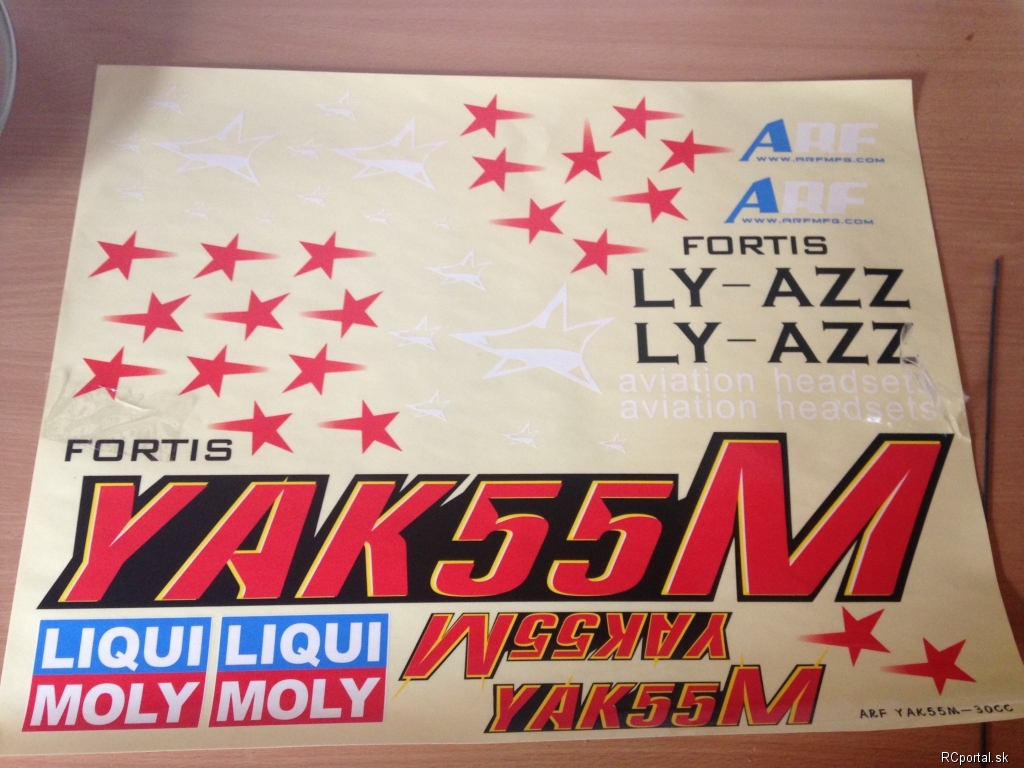 ARF
WWW.ARFMFG.COM
ARF
WWW.ARFMFG.COM
FORTIS
LY-AZZ
LY-AZZ
aviation headsets
aviation headsets
FORTIS
YAK55M
LIQUI
MOLY
LIQUI
MOLY
YAK55M
YAK55M
ARF YAK55M-30CC
RCportal.sk